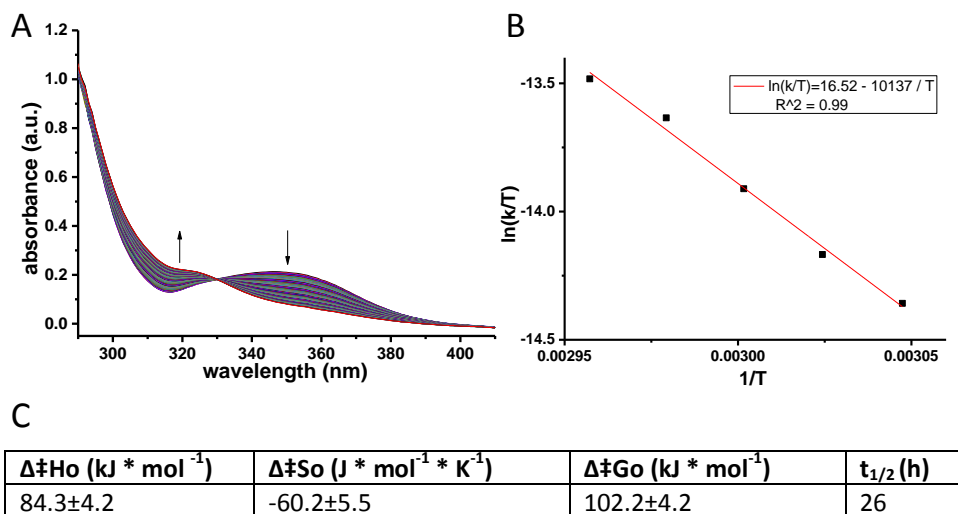 A
B
absorbance (a.u.)
1.2
1.0
0.8
0.6
0.4
0.2
0.0
300
320
340
360
380
400
wavelength (nm)
ln(k/T)
-13.5
-14.0
-14.5
ln(k/T)=16.52 - 10137 / T
R^2 = 0.99
0.00295
0.00300
0.00305
1/T
C
Δ‡Ho (kJ * mol ⁻¹) Δ‡So (J * mol⁻¹ * K⁻¹) Δ‡Go (kJ * mol⁻¹) t₁/₂ (h)
84.3±4.2 -60.2±5.5 102.2±4.2 26